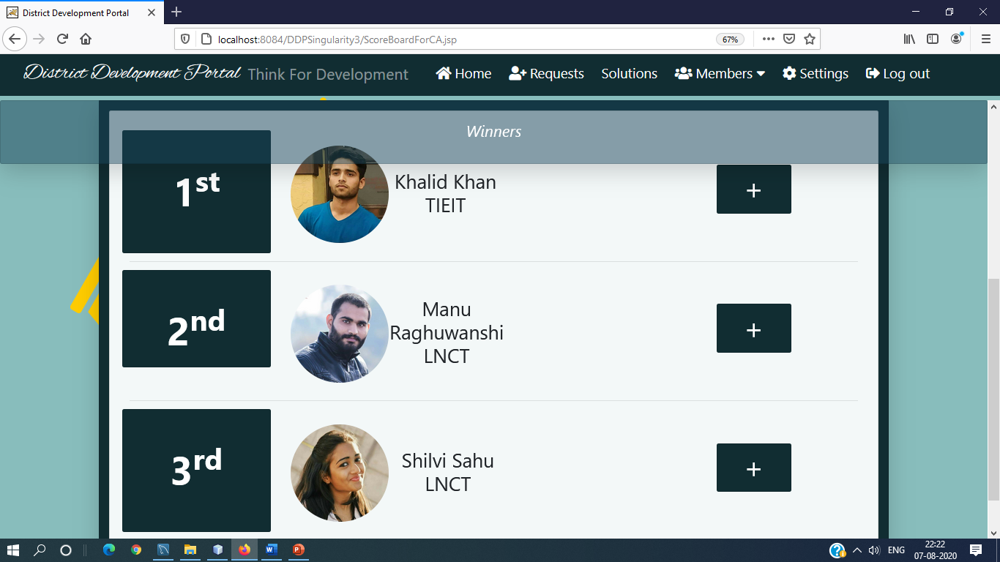 District Development Portal
localhost:8084/DDPSingularity3/ScoreBoardForCA.jsp
67%
District Development Portal Think For Development Home Requests Solutions Members Settings Log out
Winners
1st
Khalid Khan
TIEIT
+
2nd
Manu
Raghuwanshi
LNCT
+
3rd
Shilvi Sahu
LNCT
+
ENG
22:22
07-08-2020